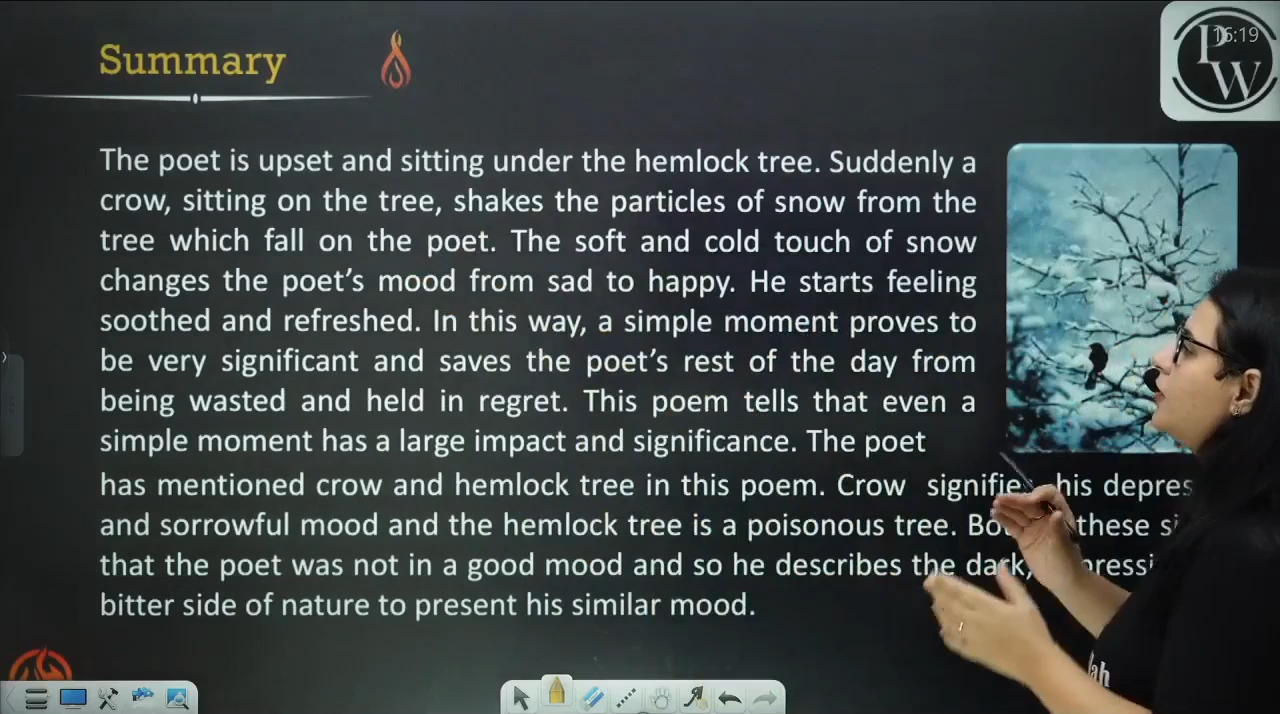 Summary
PW
16:19
The poet is upset and sitting under the hemlock tree. Suddenly a
crow, sitting on the tree, shakes the particles of snow from the
tree which fall on the poet. The soft and cold touch of snow
changes the poet's mood from sad to happy. He starts feeling
soothed and refreshed. In this way, a simple moment proves to
be very significant and saves the poet's rest of the day from
being wasted and held in regret. This poem tells that even a
simple moment has a large impact and significance. The poet
has mentioned crow and hemlock tree in this poem. Crow his
and sorrowful mood and the hemlock tree is a poisonous tree. these
that the poet was not in a good mood and so he describes the dark,
bitter side of nature to present his similar mood.